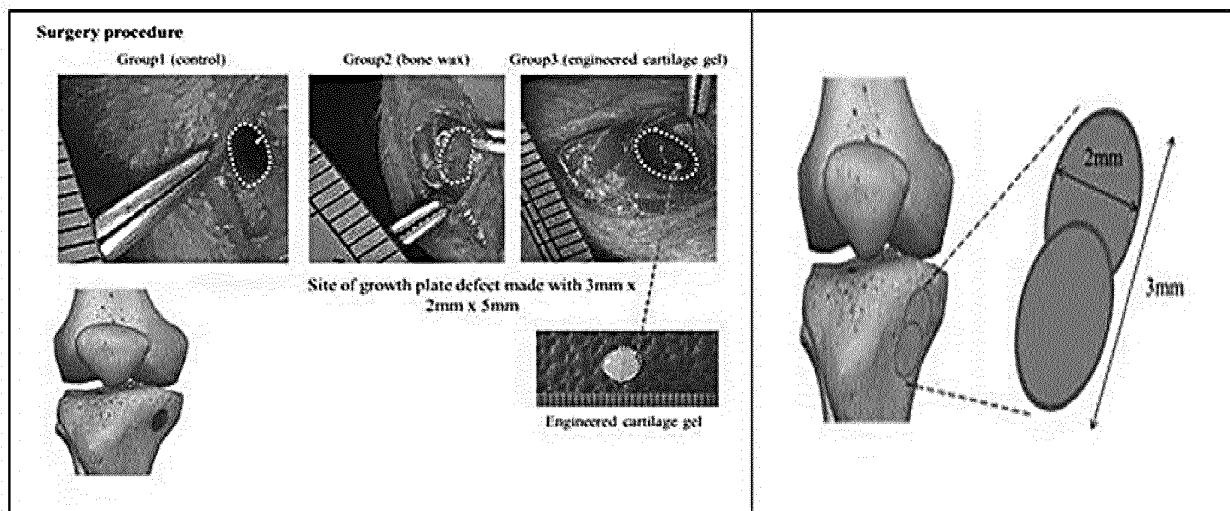 Surgery procedure
Group1 (control)
Group2 (bone wax)
Group3 (engineered cartilage gel)
Site of growth plate defect made with 3mm x
2mm x 5mm
Engineered cartilage gel
2mm
3mm